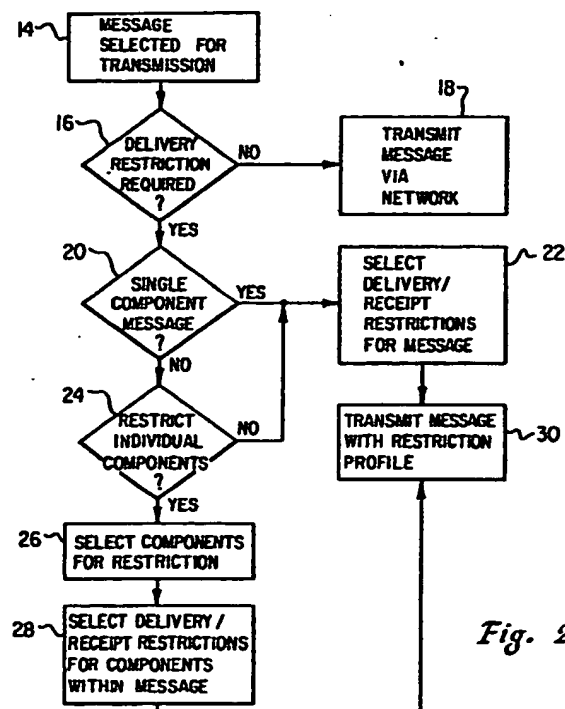 14
MESSAGE
SELECTED FOR
TRANSMISSION
16
DELIVERY
RESTRICTION
REQUIRED
?
NO
YES
18
TRANSMIT
MESSAGE
VIA
NETWORK
20
SINGLE
COMPONENT
MESSAGE
?
YES
NO
22
SELECT
DELIVERY/
RECEIPT
RESTRICTIONS
FOR MESSAGE
24
RESTRICT
INDIVIDUAL
COMPONENTS
?
NO
YES
TRANSMIT MESSAGE
WITH RESTRICTION
PROFILE
30
26
SELECT COMPONENTS
FOR RESTRICTION
28
SELECT DELIVERY/
RECEIPT RESTRICTIONS
FOR COMPONENTS
WITHIN MESSAGE
Fig. 2